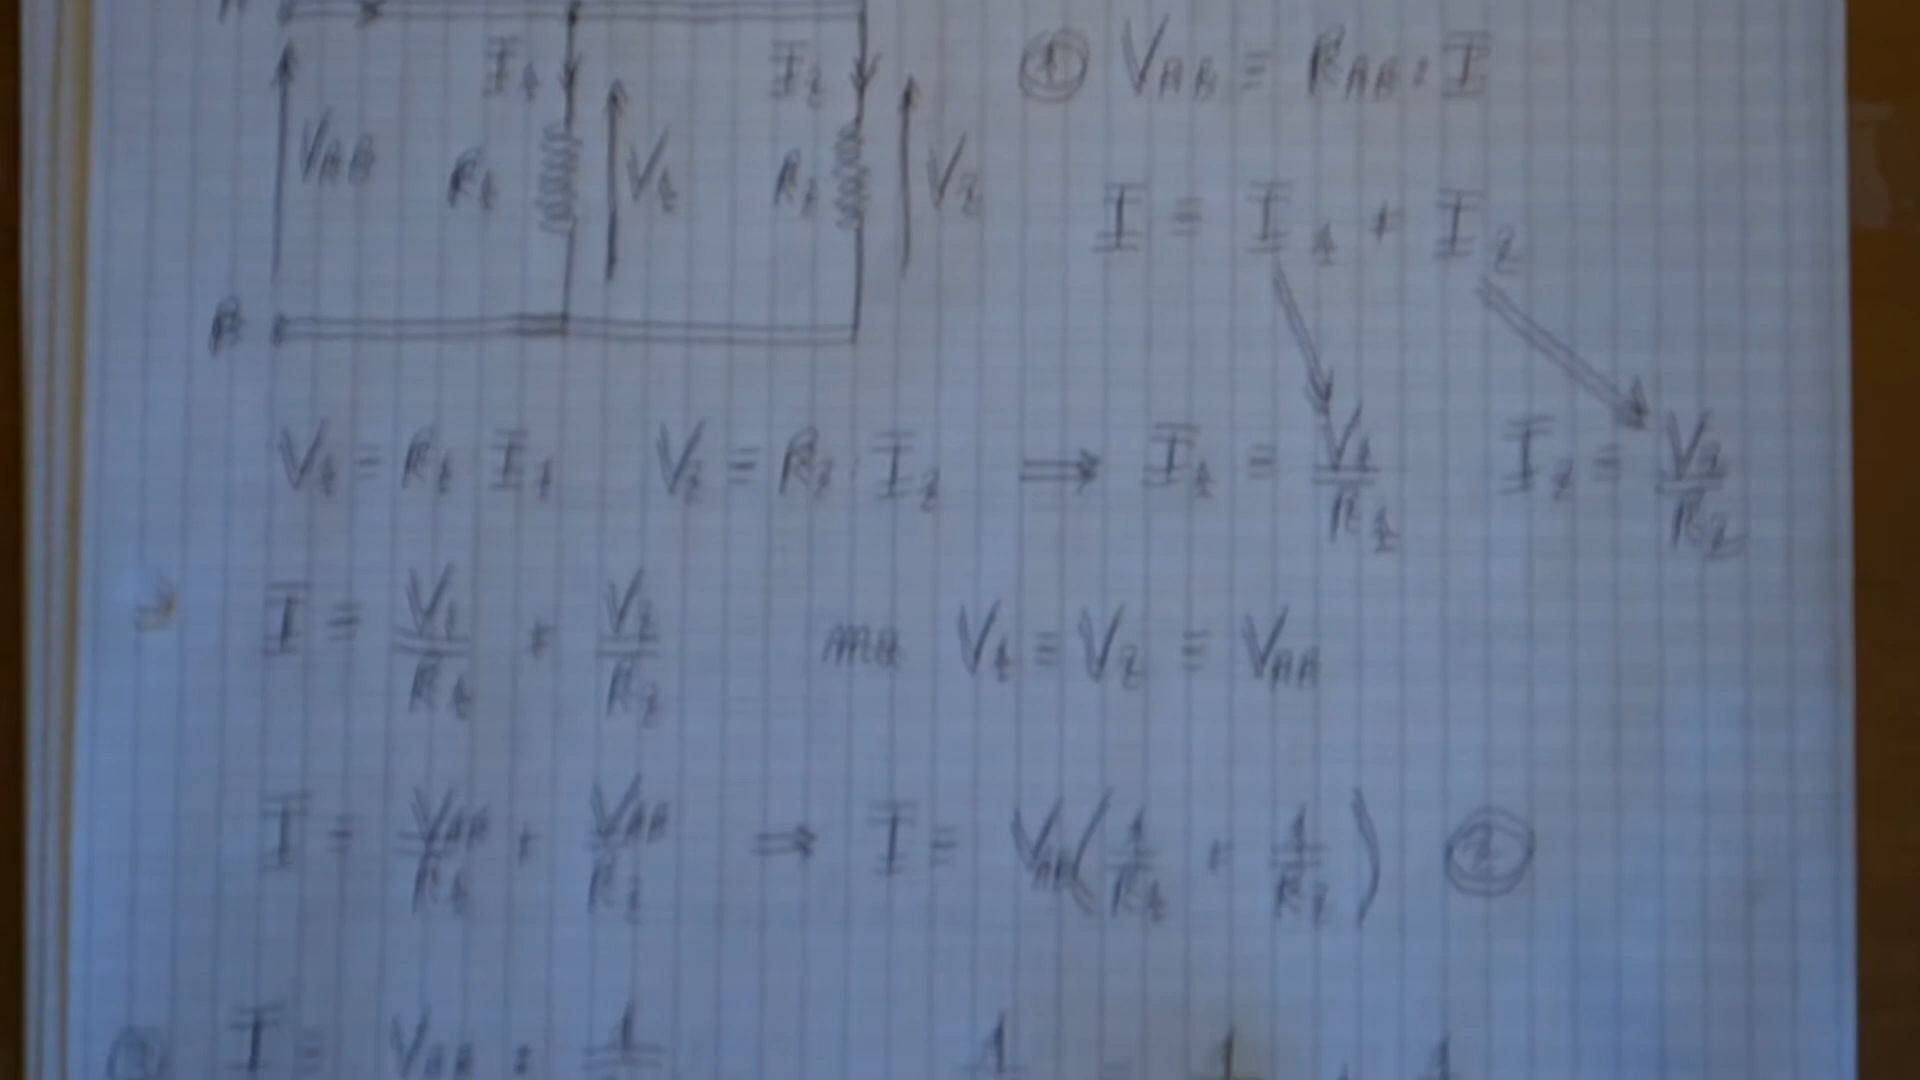 I₁ I₂ ① V_AB = R_AB · I
V_AB R₁ V₁ R₂ V₂
I = I₁ + I₂
B
V₁ = R₁ I₁ V₂ = R₂ · I₂ ⇒ I₁ = V₁/R₁ I₂ = V₂/R₂
I = V₁/R₁ + V₂/R₂ ma V₁ = V₂ = V_AB
I = V_AB/R₁ + V_AB/R₂ ⇒ I = V_AB(1/R₁ + 1/R₂) ②
I = V_AB ·